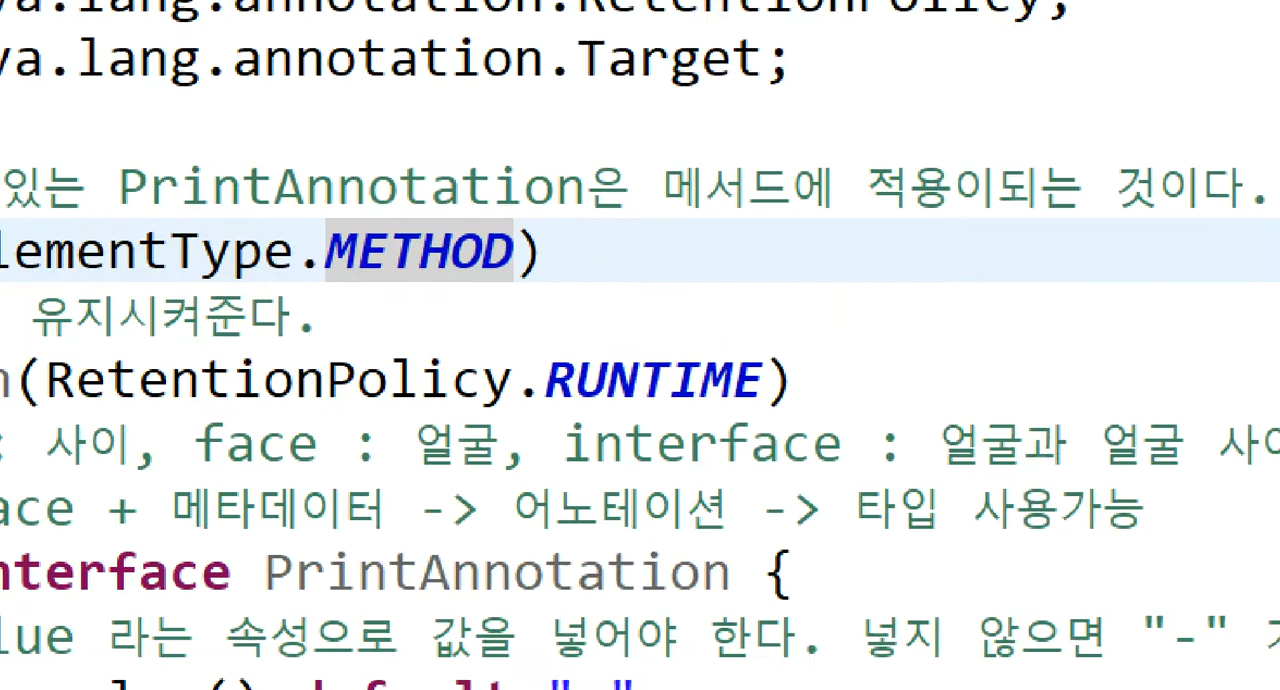 va.lang.annotation.RetentionPolicy;
va.lang.annotation.Target;
있는 PrintAnnotation은 메서드에 적용이되는 것이다.
lementType.METHOD)
유지시켜준다.
n(RetentionPolicy.RUNTIME)
: 사이, face : 얼굴, interface : 얼굴과 얼굴 사이
ace + 메타데이터 -> 어노테이션 -> 타입 사용가능
nterface PrintAnnotation {
lue 라는 속성으로 값을 넣어야 한다. 넣지 않으면 "-"
() default "-"